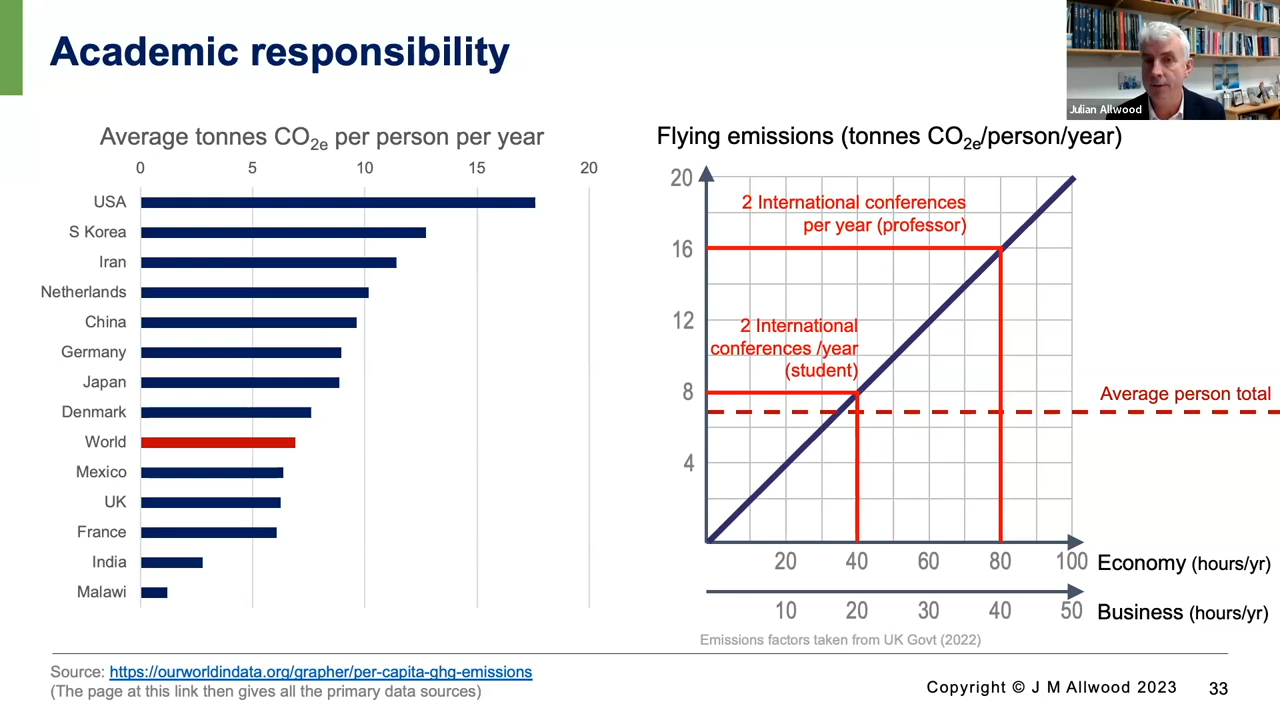 Academic responsibility
Julian Allwood
Average tonnes CO2e per person per year
0 5 10 15 20
USA
S Korea
Iran
Netherlands
China
Germany
Japan
Denmark
World
Mexico
UK
France
India
Malawi
Flying emissions (tonnes CO2e/person/year)
20
16
12
8
4
2 International conferences
per year (professor)
2 International
conferences /year
(student)
Average person total
20 40 60 80 100 Economy (hours/yr)
10 20 30 40 50 Business (hours/yr)
Emissions factors taken from UK Govt (2022)
Source: https://ourworldindata.org/grapher/per-capita-ghg-emissions
(The page at this link then gives all the primary data sources)
Copyright © J M Allwood 2023 33